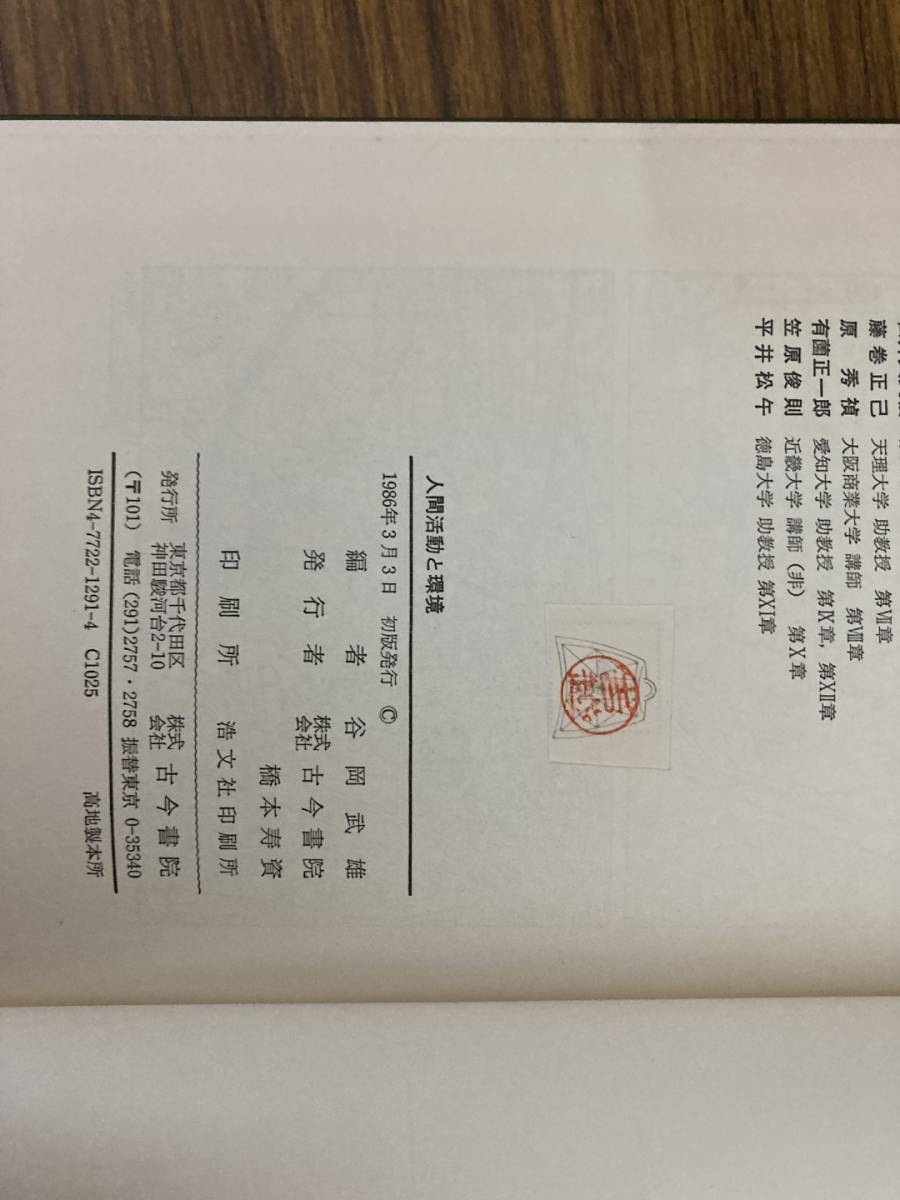 藤巻正己 天理大学 助教授 第Ⅶ章
原 秀禎 大阪商業大学 講師 第Ⅷ章
有薗正一郎 愛知大学 助教授 第Ⅸ章,第Ⅻ章
笠原俊則 近畿大学 講師(非) 第Ⅹ章
平井松午 徳島大学 助教授 第Ⅺ章
人間活動と環境
1986年3月3日 初版発行 ©
編者 谷岡武雄
発行者 株式会社 古今書院
橋本寿資
印刷所 浩文社印刷所
発行所 東京都千代田区神田駿河台2-10 株式会社 古今書院
(〒101) 電話(291)2757・2758 振替東京 0-35340
ISBN4-7722-1291-4 C1025 高地製本所